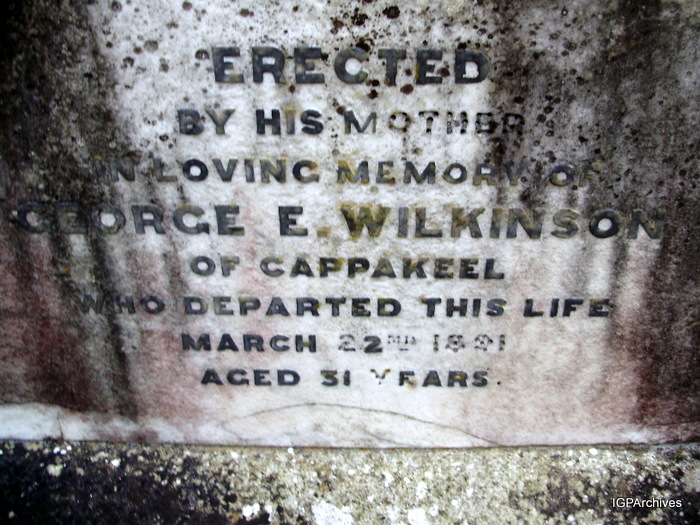 ERECTED
BY HIS MOTHER
IN LOVING MEMORY OF
GEORGE E. WILKINSON
OF CAPPAKEEL
WHO DEPARTED THIS LIFE
MARCH 22ND 1891
AGED 31 YEARS.
IGPArchives